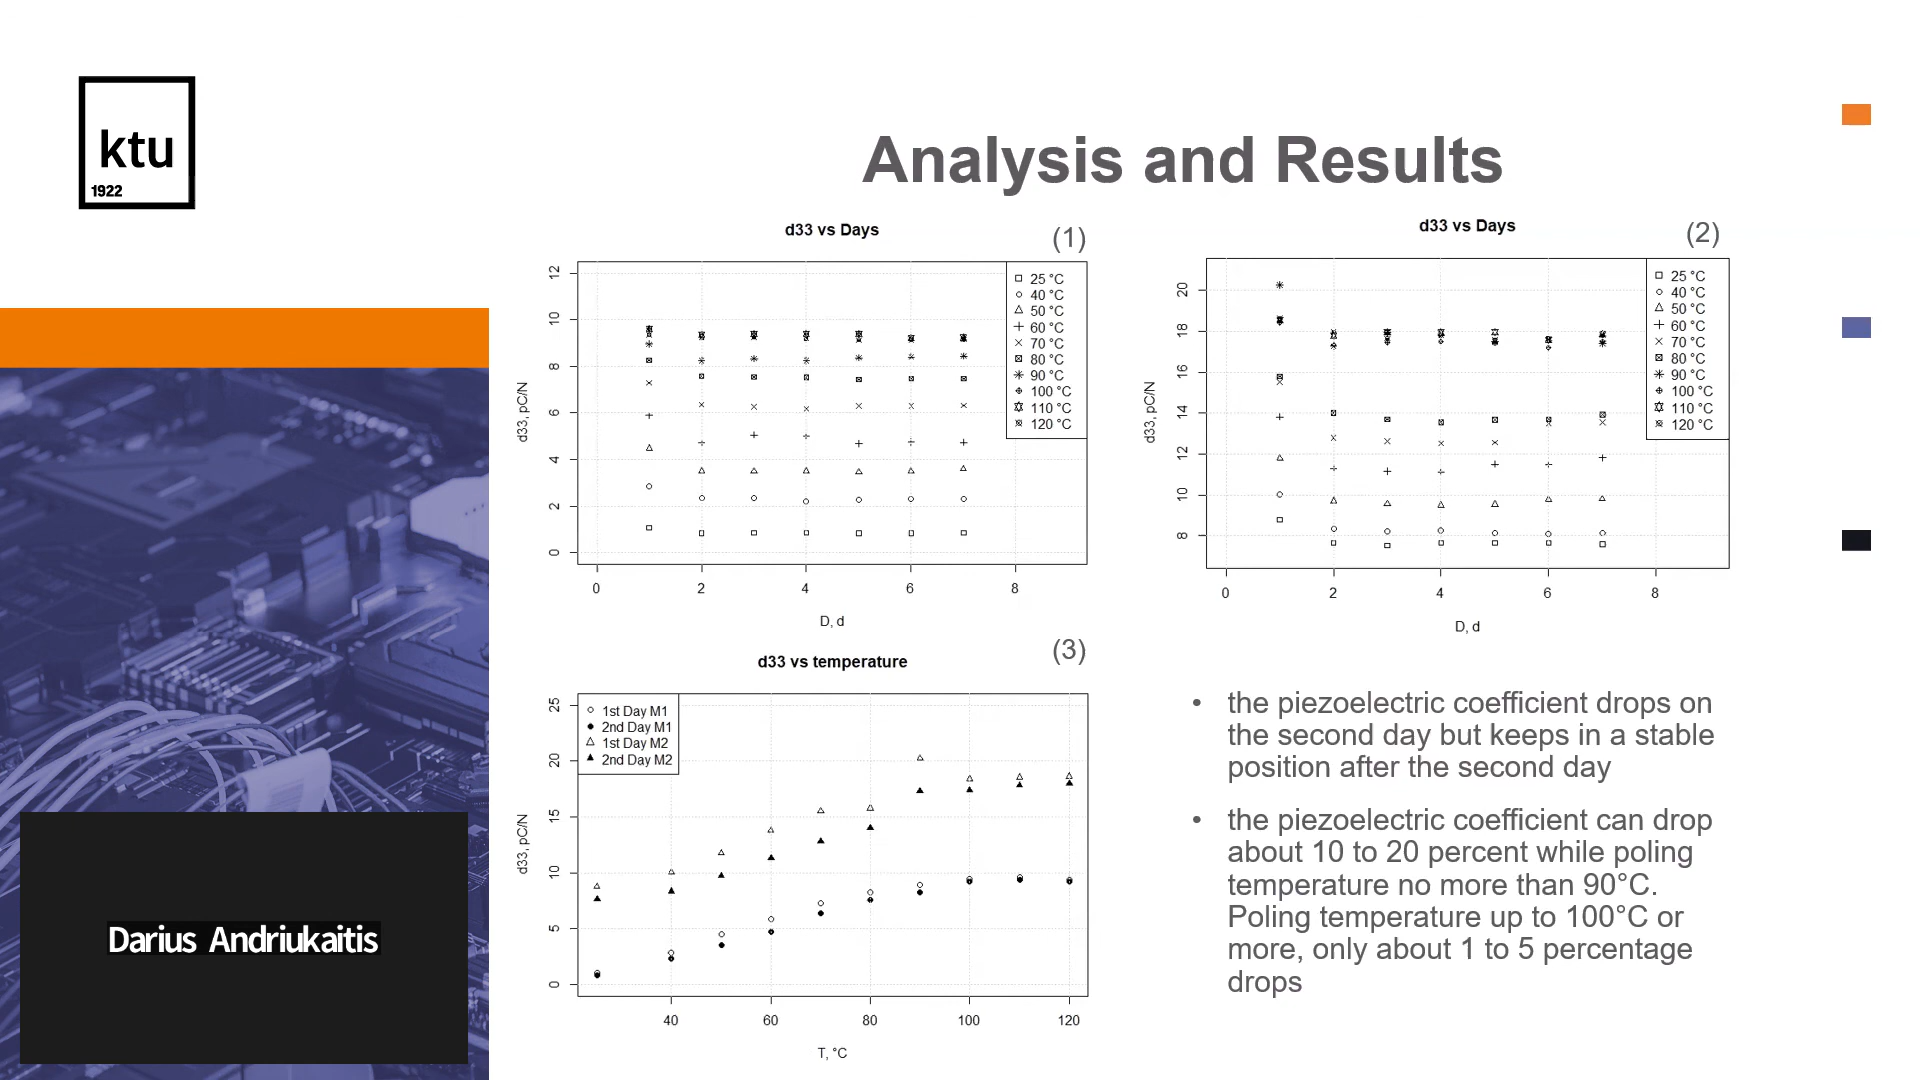 ktu
1922
Analysis and Results
d33 vs Days
(1)
12
10
8
6
4
2
0
d33, pC/N
25 °C
40 °C
50 °C
60 °C
70 °C
80 °C
90 °C
100 °C
110 °C
120 °C
0 2 4 6 8
D, d
d33 vs Days
(2)
20
18
16
14
12
10
8
d33, pC/N
25 °C
40 °C
50 °C
60 °C
70 °C
80 °C
90 °C
100 °C
110 °C
120 °C
0 2 4 6 8
D, d
d33 vs temperature
(3)
25
20
15
10
5
0
d33, pC/N
1st Day M1
2nd Day M1
1st Day M2
2nd Day M2
40 60 80 100 120
T, °C
• the piezoelectric coefficient drops on
the second day but keeps in a stable
position after the second day
• the piezoelectric coefficient can drop
about 10 to 20 percent while poling
temperature no more than 90°C.
Poling temperature up to 100°C or
more, only about 1 to 5 percentage
drops
Darius Andriukaitis